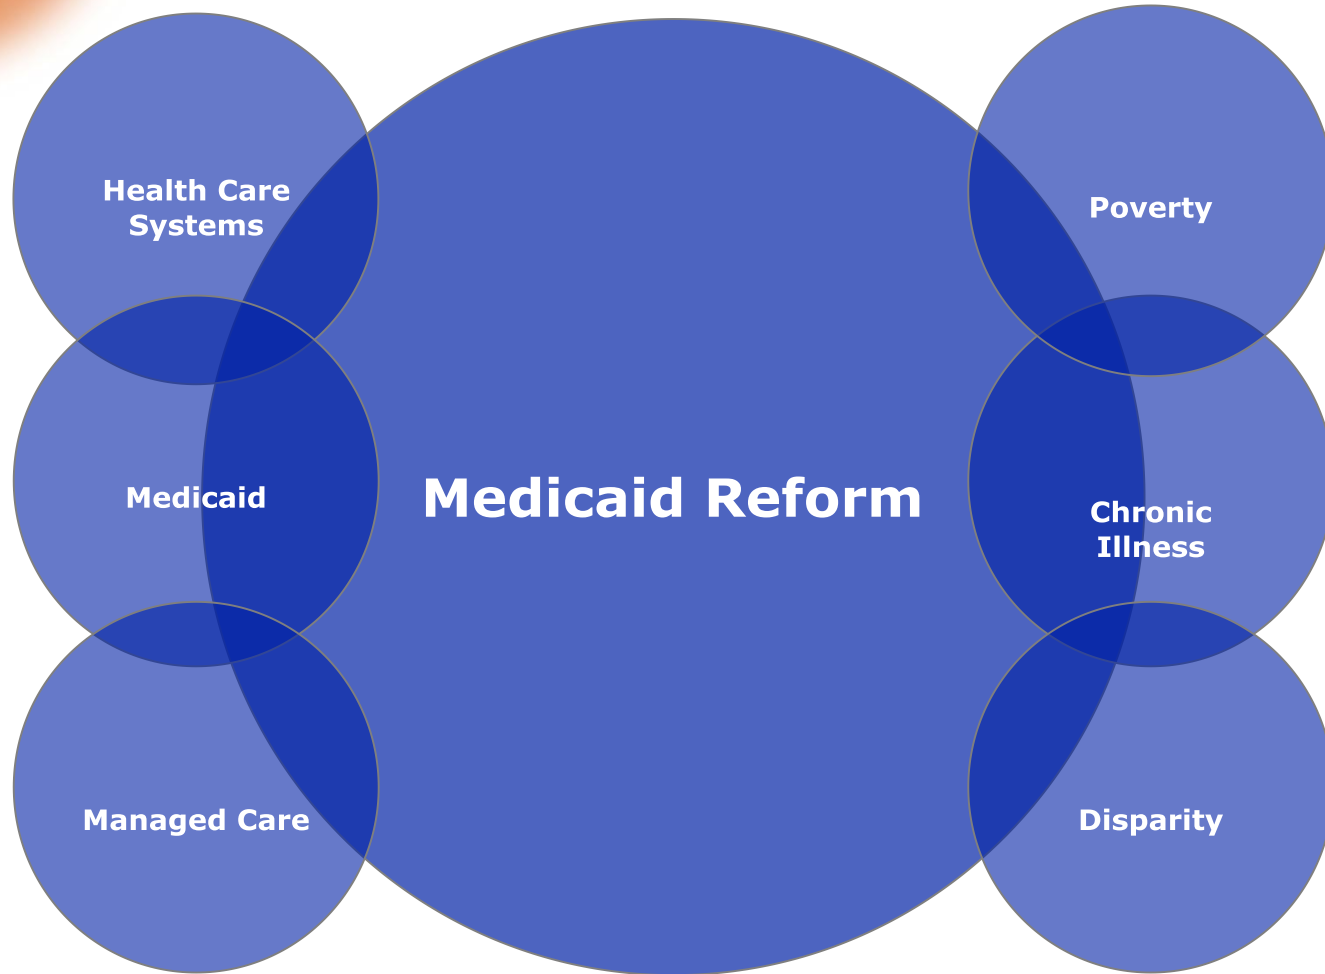 Health Care
Systems
Poverty
Medicaid
Medicaid Reform
Chronic
Illness
Managed Care
Disparity